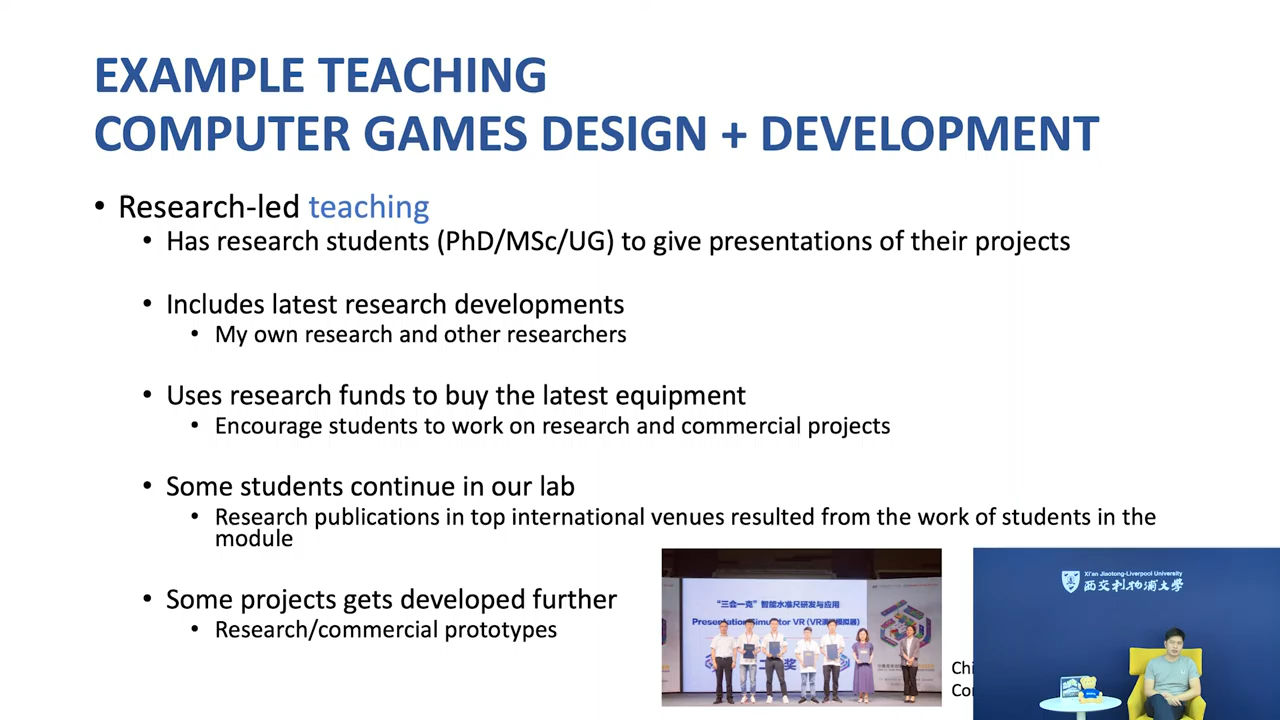 EXAMPLE TEACHING
COMPUTER GAMES DESIGN + DEVELOPMENT
• Research-led teaching
• Has research students (PhD/MSc/UG) to give presentations of their projects
• Includes latest research developments
• My own research and other researchers
• Uses research funds to buy the latest equipment
• Encourage students to work on research and commercial projects
• Some students continue in our lab
• Research publications in top international venues resulted from the work of students in the
module
• Some projects gets developed further
• Research/commercial prototypes
"三会一克"智能水准尺研发与应用
Presentation Simulator VR (VR演讲模拟器)
奖
Chi
Co
Xi'an Jiaotong-Liverpool University
西交利物浦大学